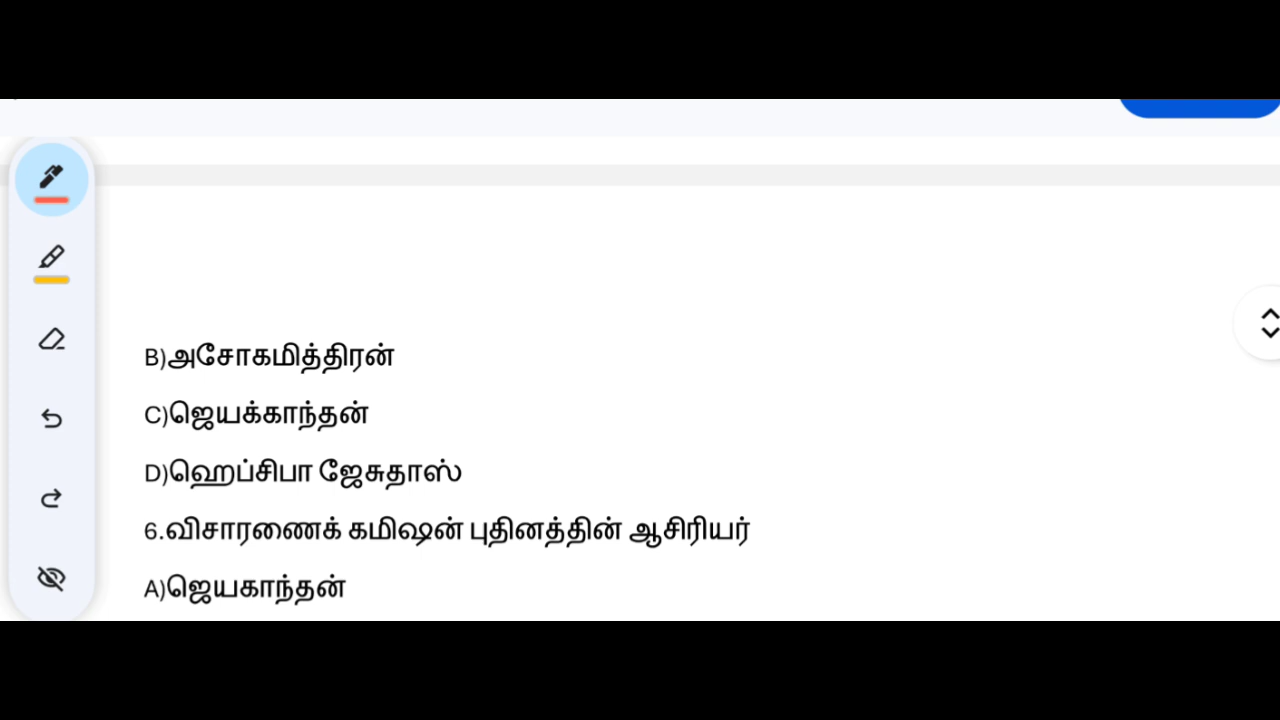 B)அசோகமித்திரன்
C)ஜெயக்காந்தன்
D)ஹெப்சிபா ஜேசுதாஸ்
6.விசாரணைக் கமிஷன் புதினத்தின் ஆசிரியர்
A)ஜெயகாந்தன்